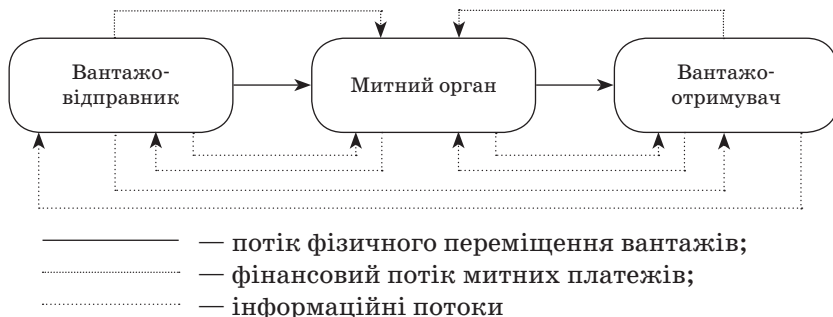 Вантажо-
відправник
Митний орган
Вантажо-
отримувач
— потік фізичного переміщення вантажів;
— фінансовий потік митних платежів;
— інформаційні потоки